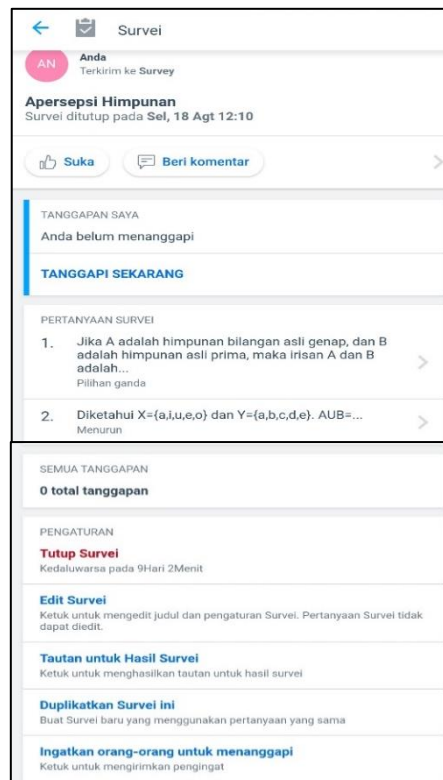 Survei
AN
Anda
Terkirim ke Survey
Apersepsi Himpunan
Survei ditutup pada Sel, 18 Agt 12:10
Suka
Beri komentar
TANGGAPAN SAYA
Anda belum menanggapi
TANGGAPI SEKARANG
PERTANYAAN SURVEI
1. Jika A adalah himpunan bilangan asli genap, dan B
adalah himpunan asli prima, maka irisan A dan B
adalah...
Pilihan ganda
2. Diketahui X={a,i,u,e,o} dan Y={a,b,c,d,e}. AUB=...
Menurun
SEMUA TANGGAPAN
0 total tanggapan
PENGATURAN
Tutup Survei
Kedaluwarsa pada 9Hari 2Menit
Edit Survei
Ketuk untuk mengedit judul dan pengaturan Survei. Pertanyaan Survei tidak
dapat diedit.
Tautan untuk Hasil Survei
Ketuk untuk menghasilkan tautan untuk hasil survei
Duplikatkan Survei ini
Buat Survei baru yang menggunakan pertanyaan yang sama
Ingatkan orang-orang untuk menanggapi
Ketuk untuk mengirimkan pengingat